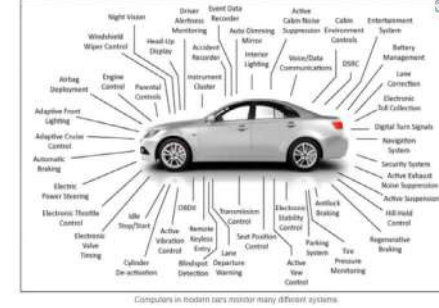 Night Vision
Driver
Alertness
Monitoring
Event Data
Recorder
Active
Cabin Noise
Suppression
Cabin
Environment
Controls
Entertainment
System
Windshield
Wiper Control
Head-Up
Display
Accident
Recorder
Auto-Dimming
Mirror
Interior
Lighting
Voice/Data
Communications
DSRC
Battery
Management
Lane
Correction
Airbag
Deployment
Engine
Control
Parental
Controls
Instrument
Cluster
Electronic
Toll Collection
Adaptive Front
Lighting
Digital Turn Signals
Adaptive Cruise
Control
Navigation
System
Automatic
Braking
Security System
Active Exhaust
Noise Suppression
Electric
Power Steering
Active Suspension
Electronic Throttle
Control
Hill-Hold
Control
Electronic
Valve
Timing
Idle
Stop/Start
OBDII
Transmission
Control
Electronic
Stability
Control
Antilock
Braking
Regenerative
Braking
Cylinder
De-activation
Active
Vibration
Control
Remote
Keyless
Entry
Seat Position
Control
Parking
System
Tire
Pressure
Monitoring
Blindspot
Detection
Lane
Departure
Warning
Active
Yaw
Control
Computers in modern cars monitor many different systems